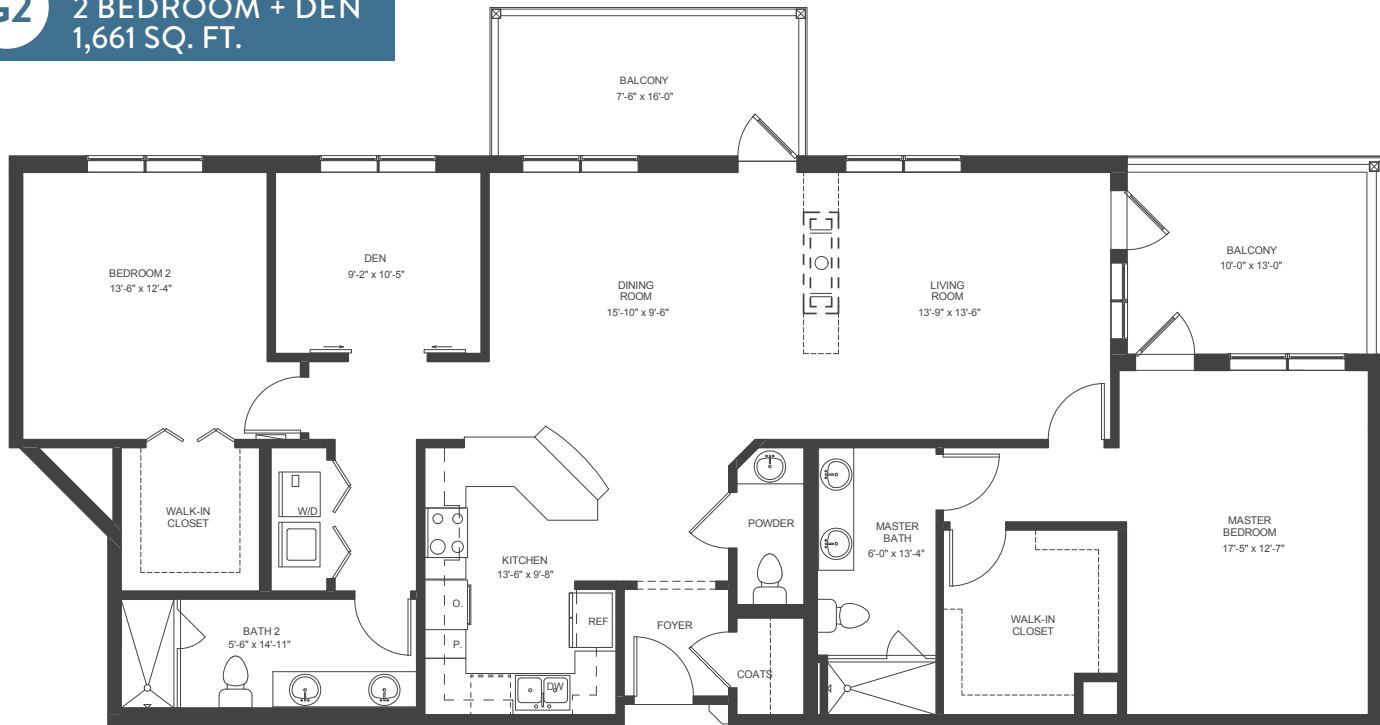 G2
2 BEDROOM + DEN
1,661 SQ. FT.
BALCONY
7'-6" x 16'-0"
BEDROOM 2
13'-6" x 12'-4"
DEN
9'-2" x 10'-5"
DINING
ROOM
15'-10" x 9'-6"
LIVING
ROOM
13'-9" x 13'-6"
BALCONY
10'-0" x 13'-0"
WALK-IN
CLOSET
W/D
KITCHEN
13'-6" x 9'-8"
O.
P.
REF
DW
POWDER
FOYER
COATS
MASTER
BATH
6'-0" x 13'-4"
WALK-IN
CLOSET
MASTER
BEDROOM
17'-5" x 12'-7"
BATH 2
5'-6" x 14'-11"